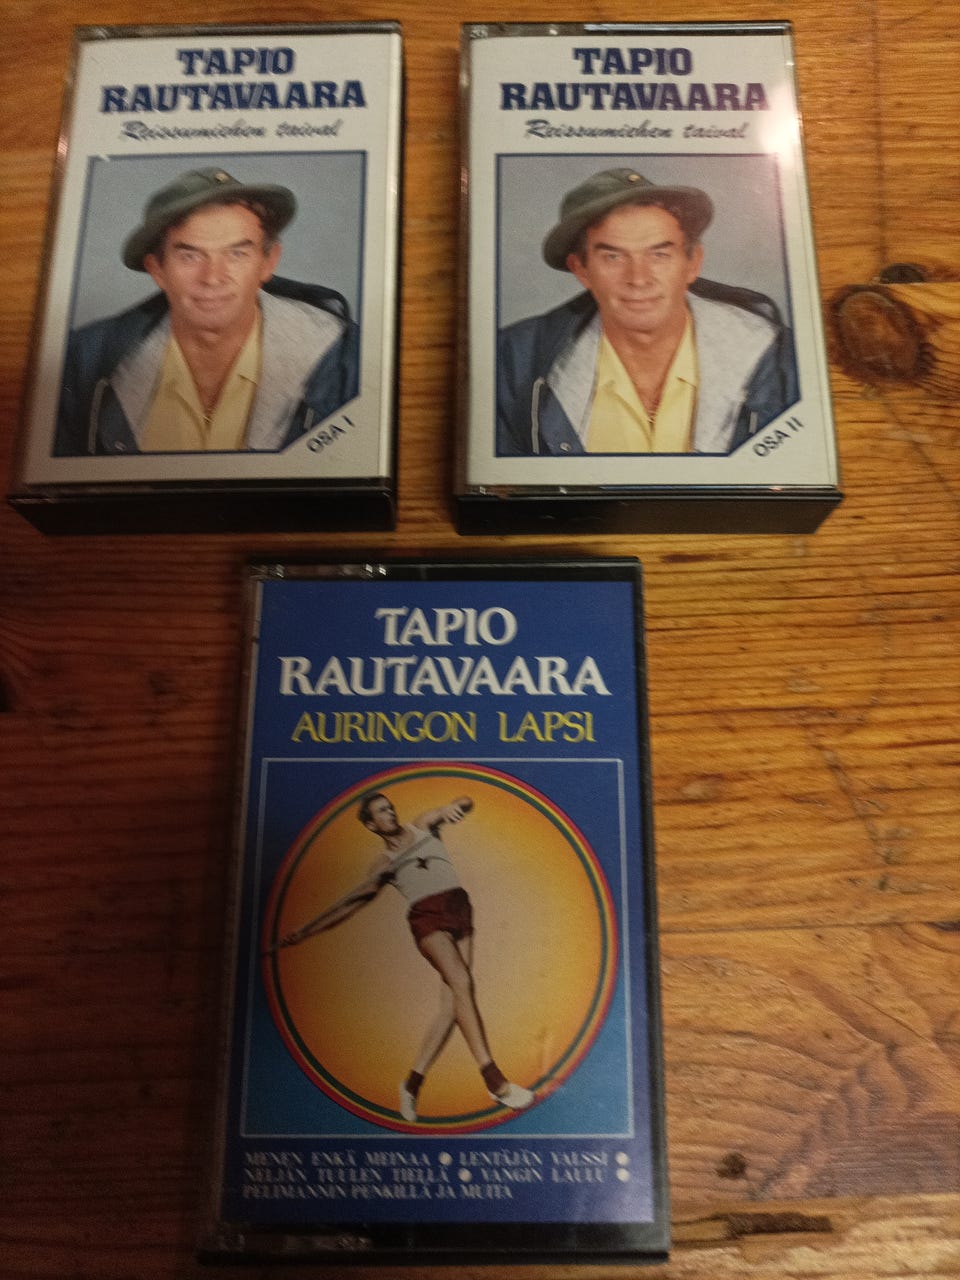 TAPIO
RAUTAVAARA
Reissumiehen taival
OSA I
TAPIO
RAUTAVAARA
Reissumiehen taival
OSA II
TAPIO
RAUTAVAARA
AURINGON LAPSI
MENEN ENKÄ MEINAA ● LENTÄJÄN VALSSI ●
NELJÄN TUULEN TIELLÄ ● VANGIN LAULU ●
PELIMANNIN PENKILLÄ JA MUITA